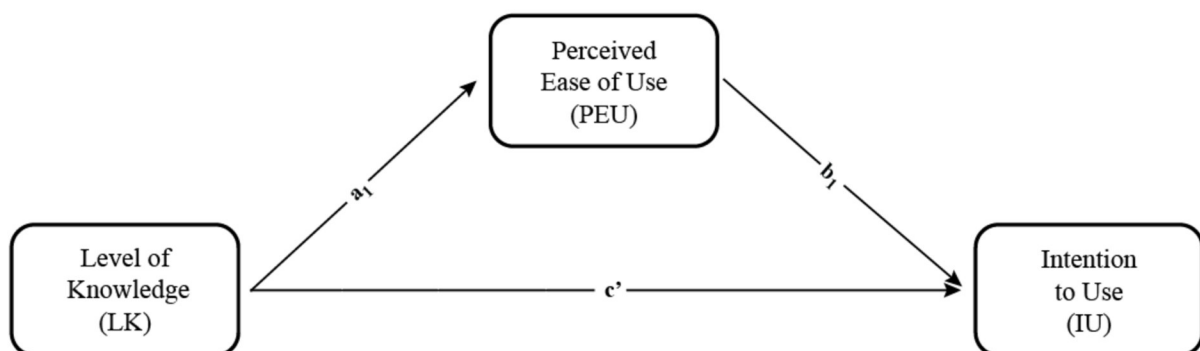 Perceived
Ease of Use
(PEU)
a₁
b₁
Level of
Knowledge
(LK)
c’
Intention
to Use
(IU)